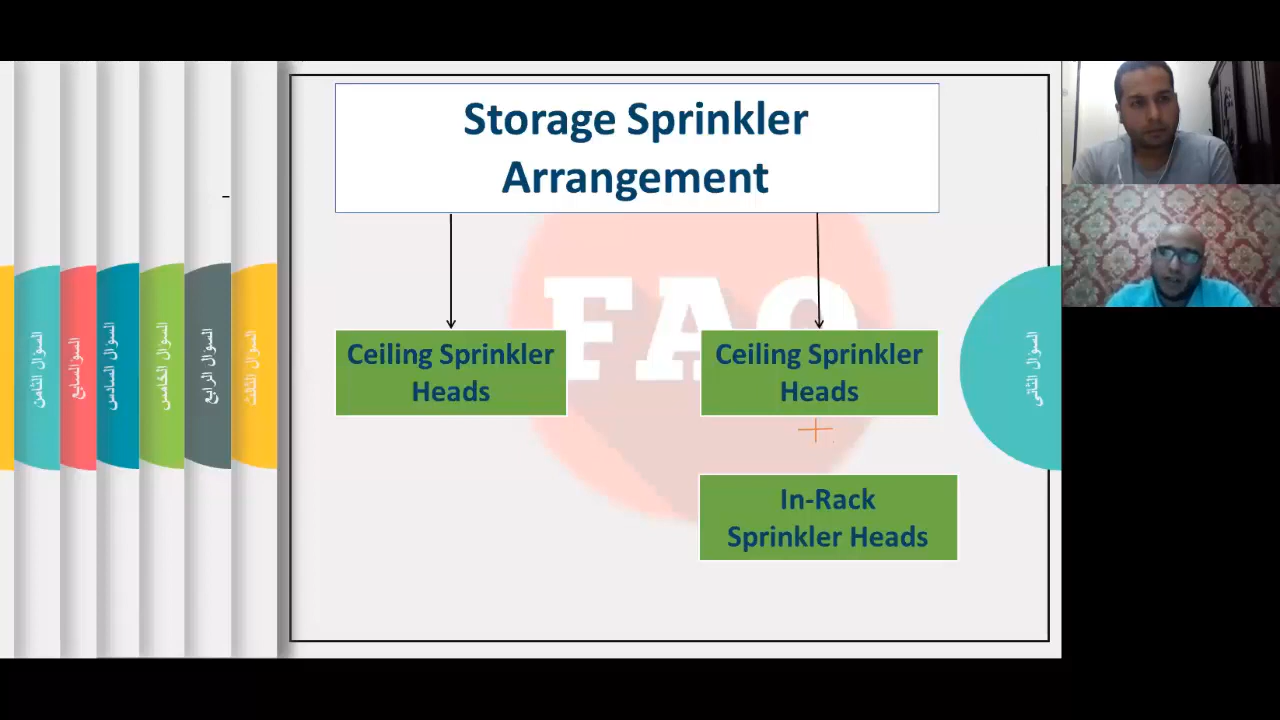 Storage Sprinkler
Arrangement
FAQ
Ceiling Sprinkler
Heads
Ceiling Sprinkler
Heads
+
In-Rack
Sprinkler Heads
السؤال الثامن
السؤال السابع
السؤال السادس
السؤال الخامس
السؤال الرابع
السؤال الثالث
السؤال الثاني